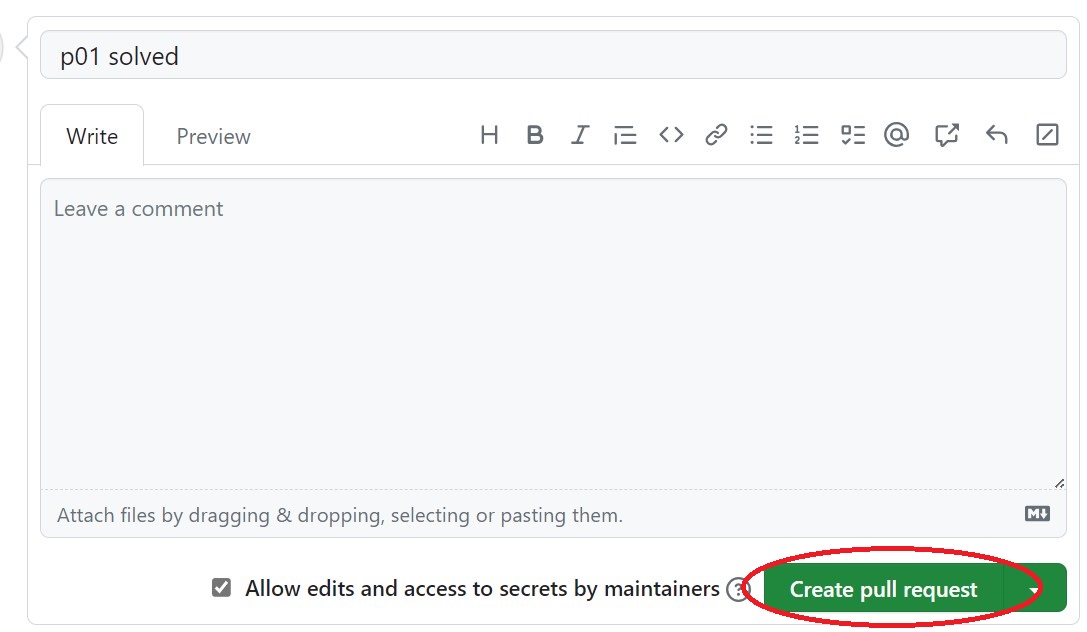 p01 solved
Write Preview H B I @
Leave a comment
Attach files by dragging & dropping, selecting or pasting them.
Allow edits and access to secrets by maintainers ? Create pull request